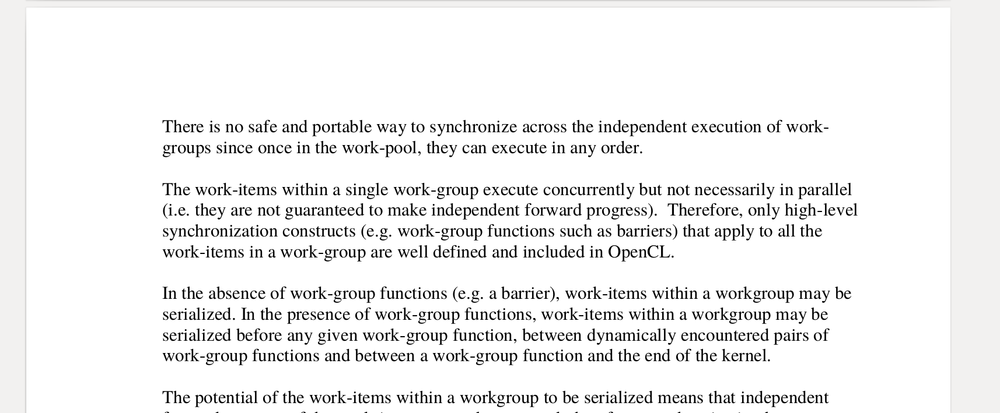 There is no safe and portable way to synchronize across the independent execution of work-
groups since once in the work-pool, they can execute in any order.
The work-items within a single work-group execute concurrently but not necessarily in parallel
(i.e. they are not guaranteed to make independent forward progress).  Therefore, only high-level
synchronization constructs (e.g. work-group functions such as barriers) that apply to all the
work-items in a work-group are well defined and included in OpenCL.
In the absence of work-group functions (e.g. a barrier), work-items within a workgroup may be
serialized. In the presence of work-group functions, work-items within a workgroup may be
serialized before any given work-group function, between dynamically encountered pairs of
work-group functions and between a work-group function and the end of the kernel.
The potential of the work-items within a workgroup to be serialized means that independent